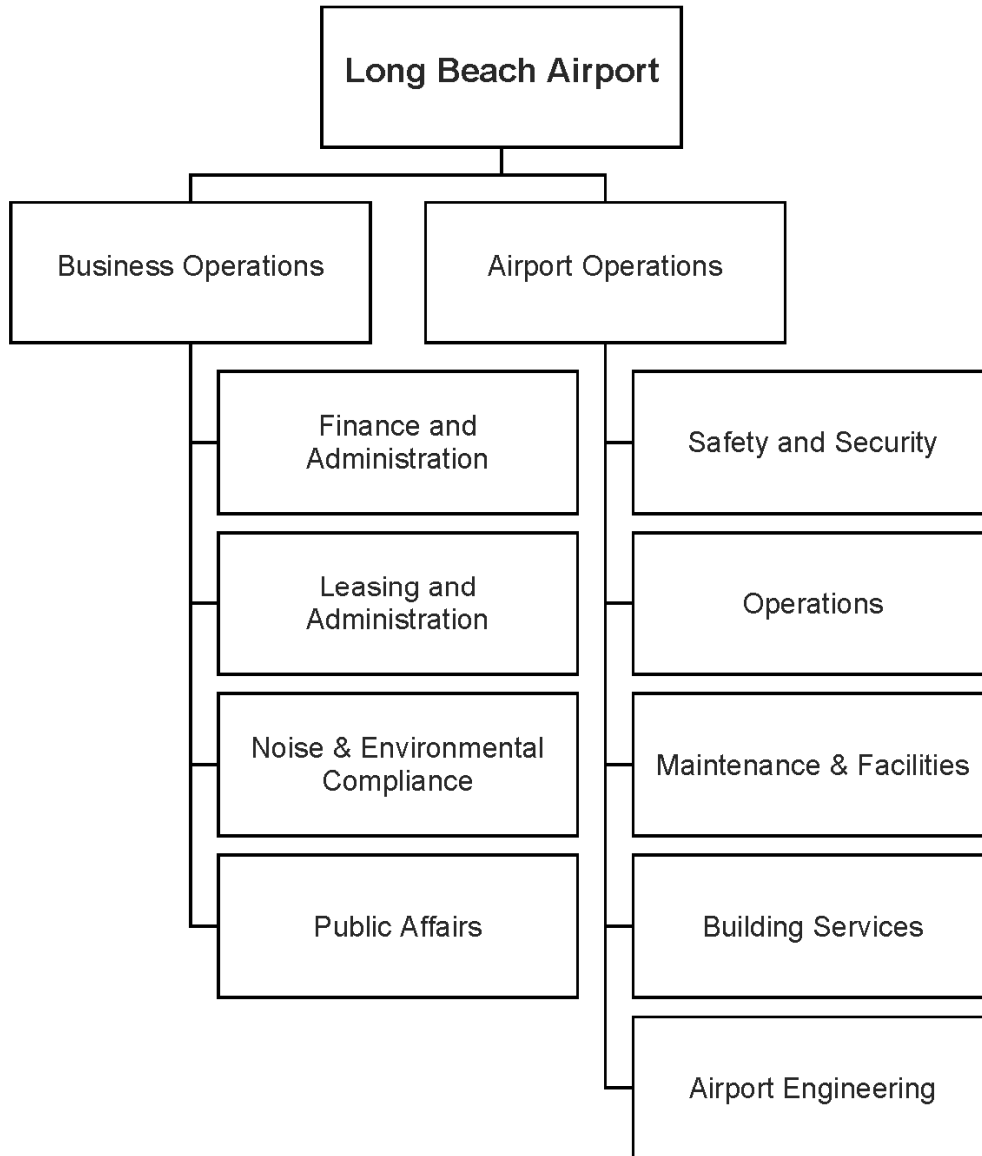 Long Beach Airport
Business Operations
Airport Operations
Finance and
Administration
Safety and Security
Leasing and
Administration
Operations
Noise & Environmental
Compliance
Maintenance & Facilities
Public Affairs
Building Services
Airport Engineering